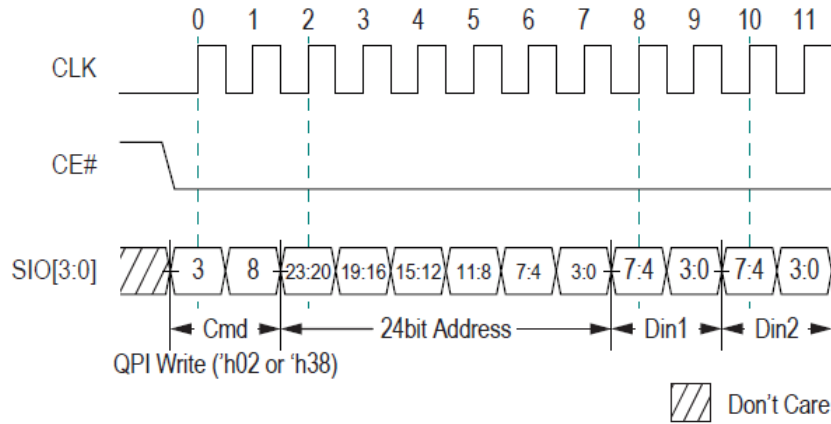 0 1 2 3 4 5 6 7 8 9 10 11
CLK
CE#
SIO[3:0] 3 8 23:20 19:16 15:12 11:8 7:4 3:0 7:4 3:0 7:4 3:0
Cmd 24bit Address Din1 Din2
QPI Write ('h02 or ‘h38)
Don't Care